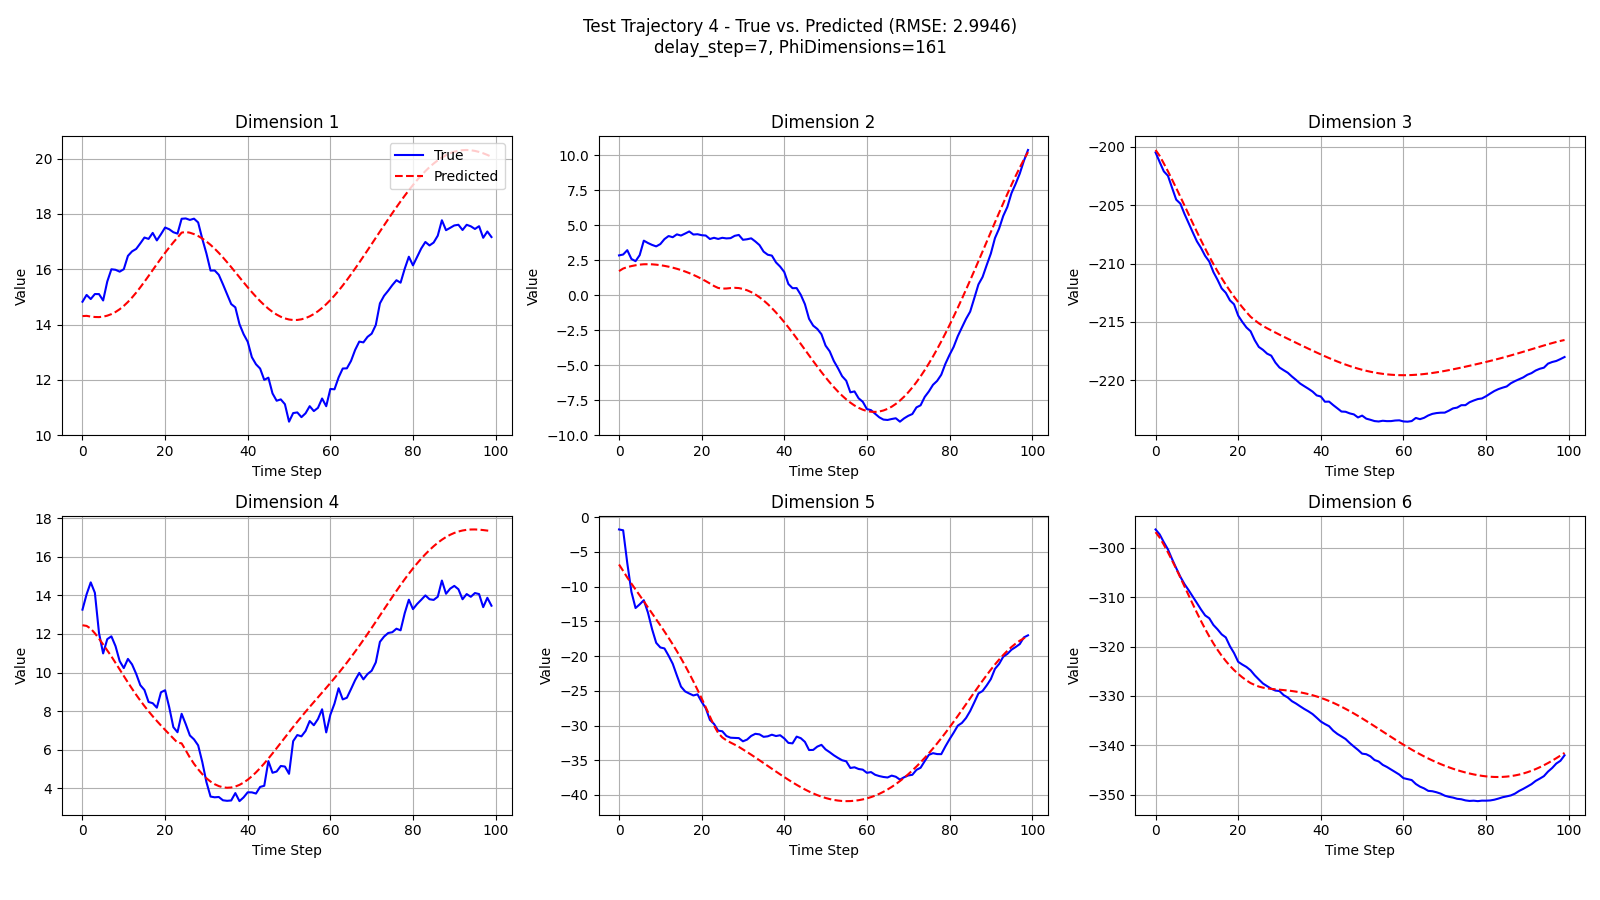 Test Trajectory 4 - True vs. Predicted (RMSE: 2.9946)
delay_step=7, PhiDimensions=161
Dimension 1
Value
20
18
16
14
12
10
0 20 40 60 80 100
Time Step
True
Predicted
Dimension 2
Value
10.0
7.5
5.0
2.5
0.0
−2.5
−5.0
−7.5
−10.0
0 20 40 60 80 100
Time Step
Dimension 3
Value
−200
−205
−210
−215
−220
0 20 40 60 80 100
Time Step
Dimension 4
Value
18
16
14
12
10
8
6
4
0 20 40 60 80 100
Time Step
Dimension 5
Value
0
−5
−10
−15
−20
−25
−30
−35
−40
0 20 40 60 80 100
Time Step
Dimension 6
Value
−300
−310
−320
−330
−340
−350
0 20 40 60 80 100
Time Step